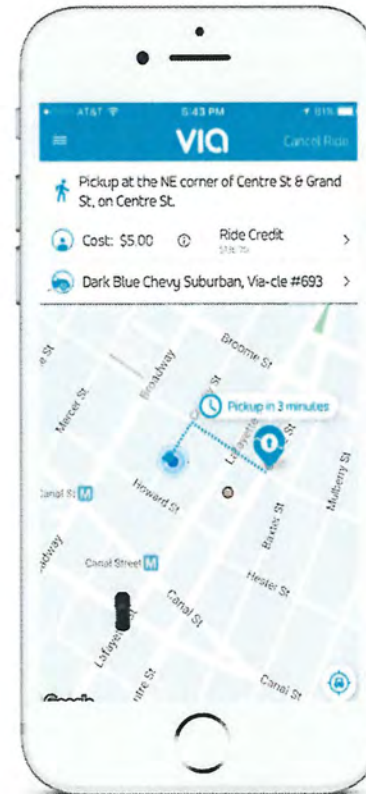 AT&T 5:43 PM 81%
VIA Cancel Ride
Pickup at the NE corner of Centre St & Grand
St, on Centre St.
Cost: $5.00 Ride Credit
Dark Blue Chevy Suburban, Via-cle #693
Broome St
Broadway
Mercer St
Pickup in 3 minutes
Lafayette
Mulberry St
Howard St
Canal St M
Baxter St
Canal Street M
Hester St
Canal St
Lafayette St
Canal St